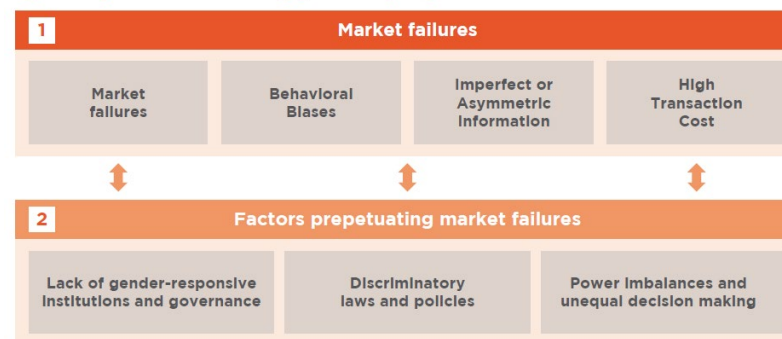 1
Market failures
Market
failures
Behavioral
Biases
Imperfect or
Asymmetric
Information
High
Transaction
Cost
2
Factors prepetuating market failures
Lack of gender-responsive
institutions and governance
Discriminatory
laws and policies
Power imbalances and
unequal decision making